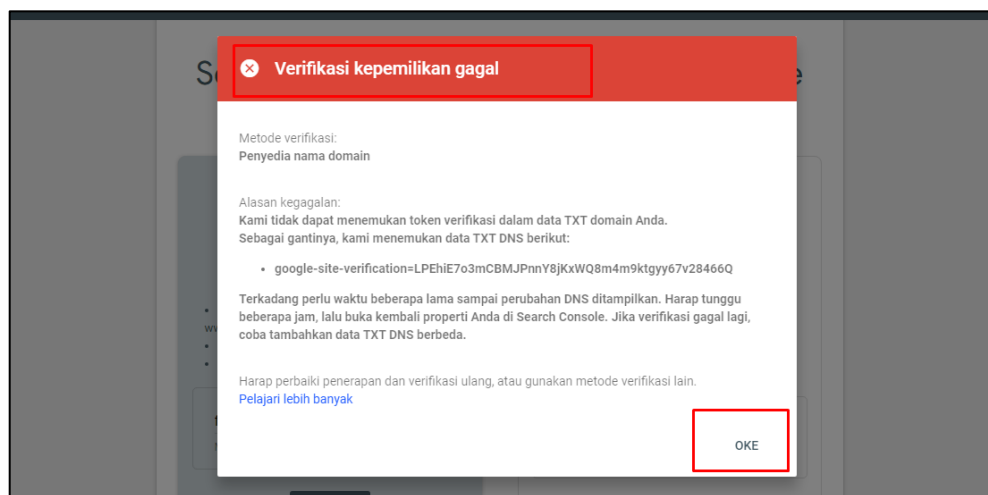 Verifikasi kepemilikan gagal
Metode verifikasi:
Penyedia nama domain
Alasan kegagalan:
Kami tidak dapat menemukan token verifikasi dalam data TXT domain Anda.
Sebagai gantinya, kami menemukan data TXT DNS berikut:
• google-site-verification=LPEhiE7o3mCBMJPnnY8jKxWQ8m4m9ktgyy67v28466Q
Terkadang perlu waktu beberapa lama sampai perubahan DNS ditampilkan. Harap tunggu
beberapa jam, lalu buka kembali properti Anda di Search Console. Jika verifikasi gagal lagi,
coba tambahkan data TXT DNS berbeda.
Harap perbaiki penerapan dan verifikasi ulang, atau gunakan metode verifikasi lain.
Pelajari lebih banyak
OKE